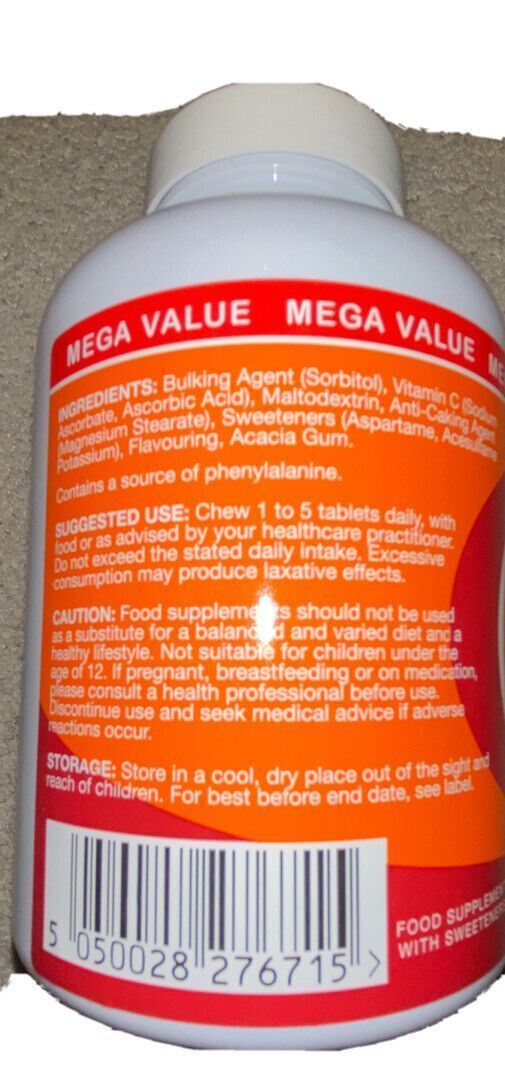 MEGA VALUE MEGA VALUE ME
INGREDIENTS: Bulking Agent (Sorbitol), Vitamin C (Sodium
Ascorbate, Ascorbic Acid), Maltodextrin, Anti-Caking Agent
(Magnesium Stearate), Sweeteners (Aspartame, Acesulfame
Potassium), Flavouring, Acacia Gum.
Contains a source of phenylalanine.
SUGGESTED USE: Chew 1 to 5 tablets daily, with
food or as advised by your healthcare practitioner.
Do not exceed the stated daily intake. Excessive
consumption may produce laxative effects.
CAUTION: Food supplements should not be used
as a substitute for a balanced and varied diet and a
healthy lifestyle. Not suitable for children under the
age of 12. If pregnant, breastfeeding or on medication,
please consult a health professional before use.
Discontinue use and seek medical advice if adverse
reactions occur.
STORAGE: Store in a cool, dry place out of the sight and
reach of children. For best before end date, see label.
5 050028 276715 >
FOOD SUPPLEMEN
WITH SWEETENER